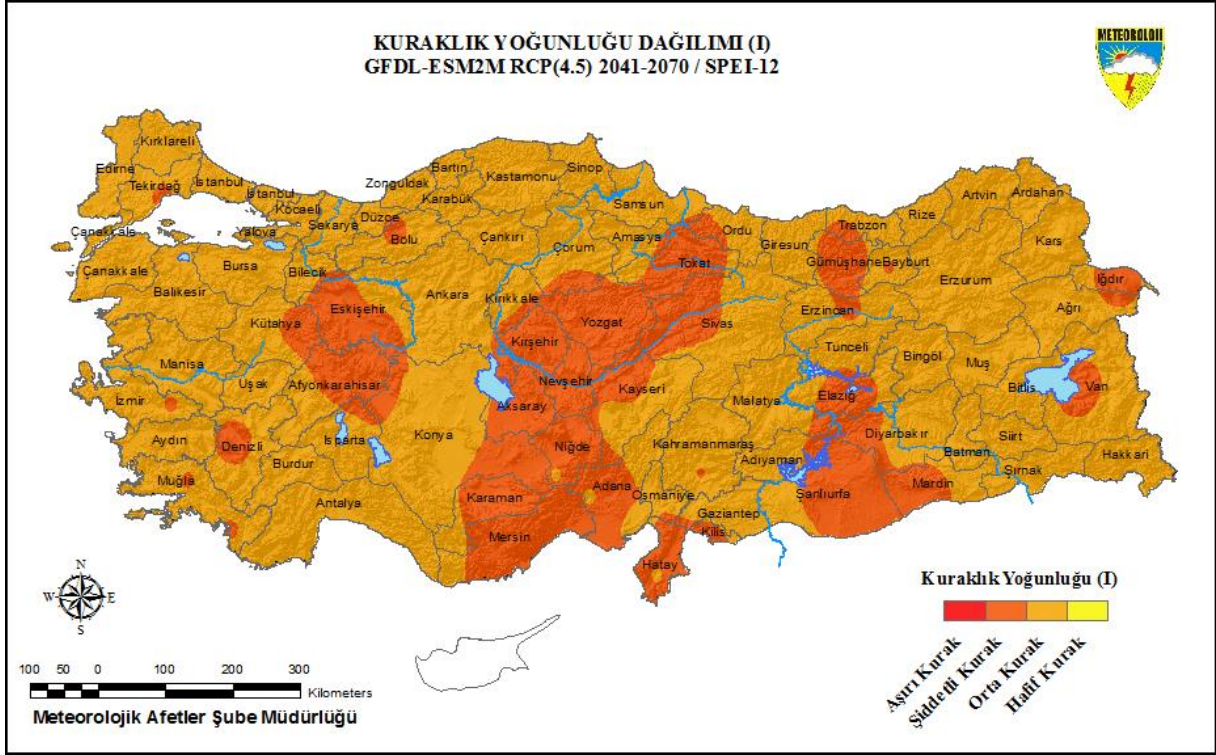 KURAKLIK YOĞUNLUĞU DAĞILIMI (I)
GFDL-ESM2M RCP(4.5) 2041-2070 / SPEI-12
METEOROLOJI
Kırklareli
Edirne
Tekirdağ
İstanbul
İstanbul
Kocaeli
Yalova
Sakarya
Düzce
Bolu
Zonguldak
Bartın
Karabük
Kastamonu
Sinop
Samsun
Çankırı
Çorum
Amasya
Tokat
Ordu
Giresun
Trabzon
Gümüşhane
Bayburt
Rize
Artvin
Ardahan
Kars
Iğdır
Ağrı
Erzurum
Erzincan
Çanakkale
Çanakkale
Balıkesir
Bursa
Bilecik
Eskişehir
Kütahya
Ankara
Kırıkkale
Yozgat
Kırşehir
Sivas
Tunceli
Bingöl
Muş
Bitlis
Van
Manisa
Uşak
Afyonkarahisar
Nevşehir
Kayseri
Aksaray
Malatya
Elazığ
Diyarbakır
İzmir
Aydın
Denizli
Isparta
Burdur
Konya
Niğde
Kahramanmaraş
Adıyaman
Batman
Siirt
Şırnak
Hakkari
Muğla
Antalya
Karaman
Mersin
Adana
Osmaniye
Gaziantep
Kilis
Hatay
Şanlıurfa
Mardin
N
W
E
S
100 50 0 100 200 300
Kilometers
Meteorolojik Afetler Şube Müdürlüğü
Kuraklık Yoğunluğu (I)
Aşırı Kurak
Şiddetli Kurak
Orta Kurak
Hafif Kurak